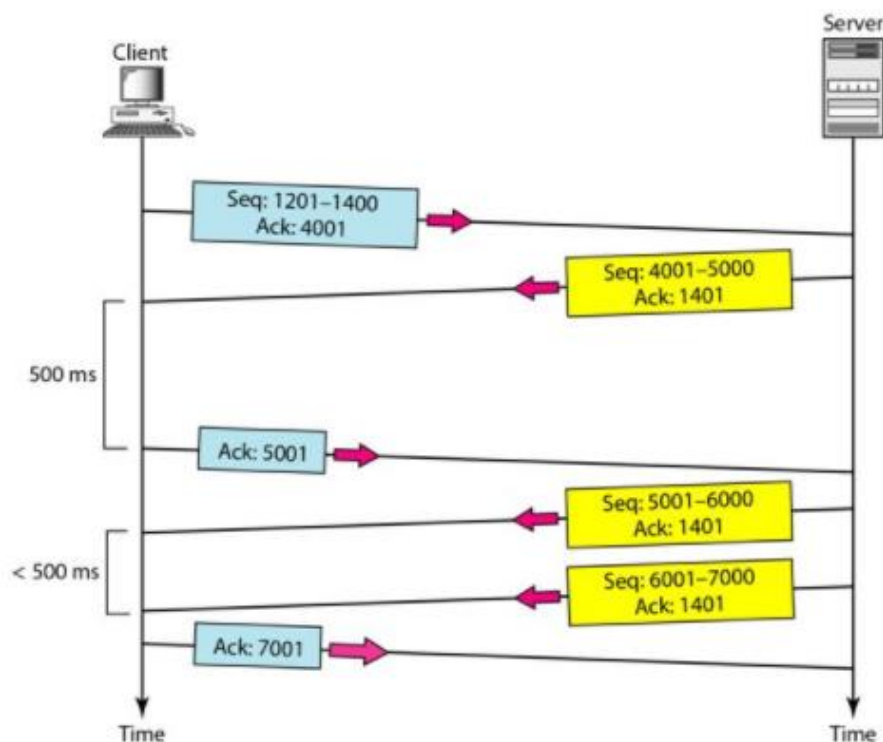 Client
Server
Seq: 1201–1400
Ack: 4001
Seq: 4001–5000
Ack: 1401
500 ms
Ack: 5001
Seq: 5001–6000
Ack: 1401
< 500 ms
Seq: 6001–7000
Ack: 1401
Ack: 7001
Time
Time